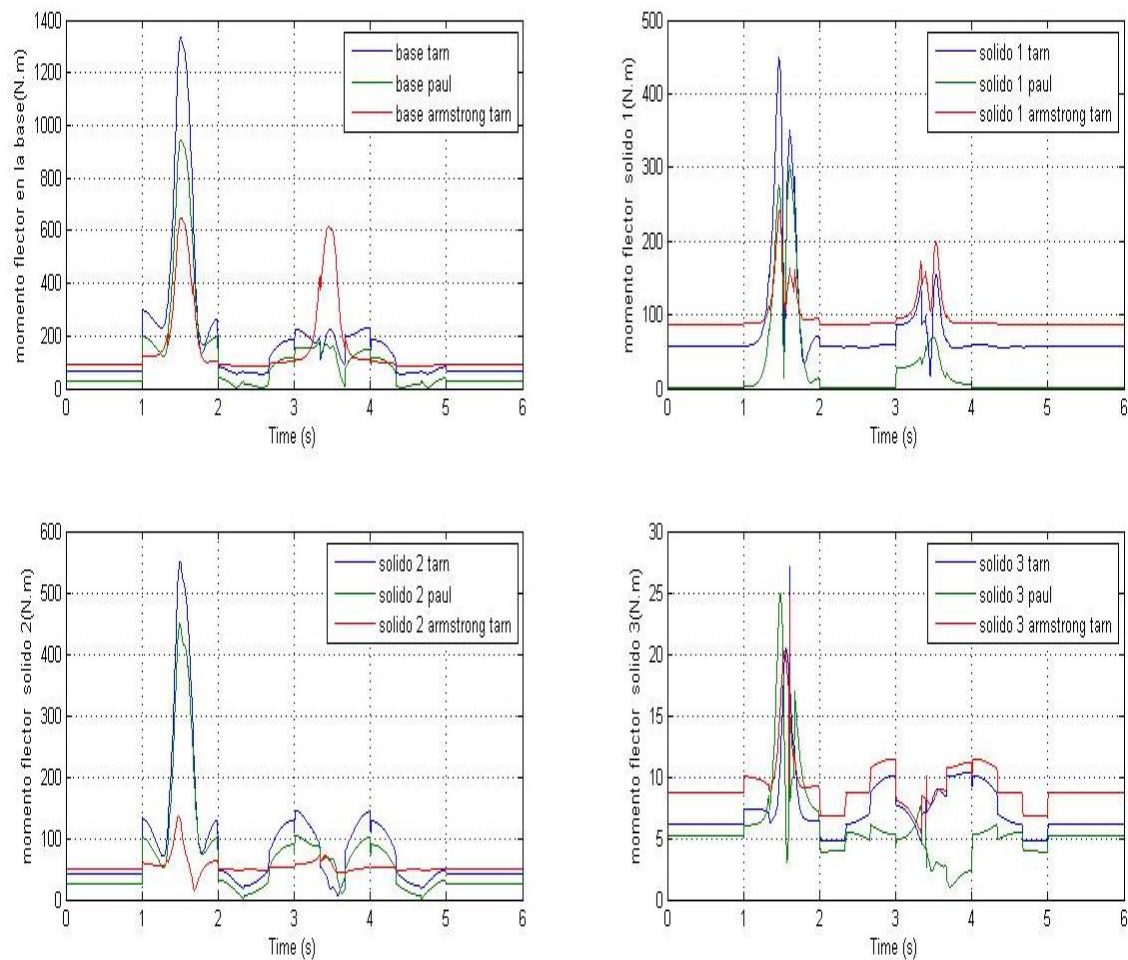 momento flector en la base(N.m)
1400
1200
1000
800
600
400
200
0
base tarn
base paul
base armstrong tarn
0 1 2 3 4 5 6
Time (s)
momento flector solido 1(N.m)
500
400
300
200
100
0
solido 1 tarn
solido 1 paul
solido 1 armstrong tarn
0 1 2 3 4 5 6
Time (s)
momento flector solido 2(N.m)
600
500
400
300
200
100
0
solido 2 tarn
solido 2 paul
solido 2 armstrong tarn
0 1 2 3 4 5 6
Time (s)
momento flector solido 3(N.m)
30
25
20
15
10
5
0
solido 3 tarn
solido 3 paul
solido 3 armstrong tarn
0 1 2 3 4 5 6
Time (s)